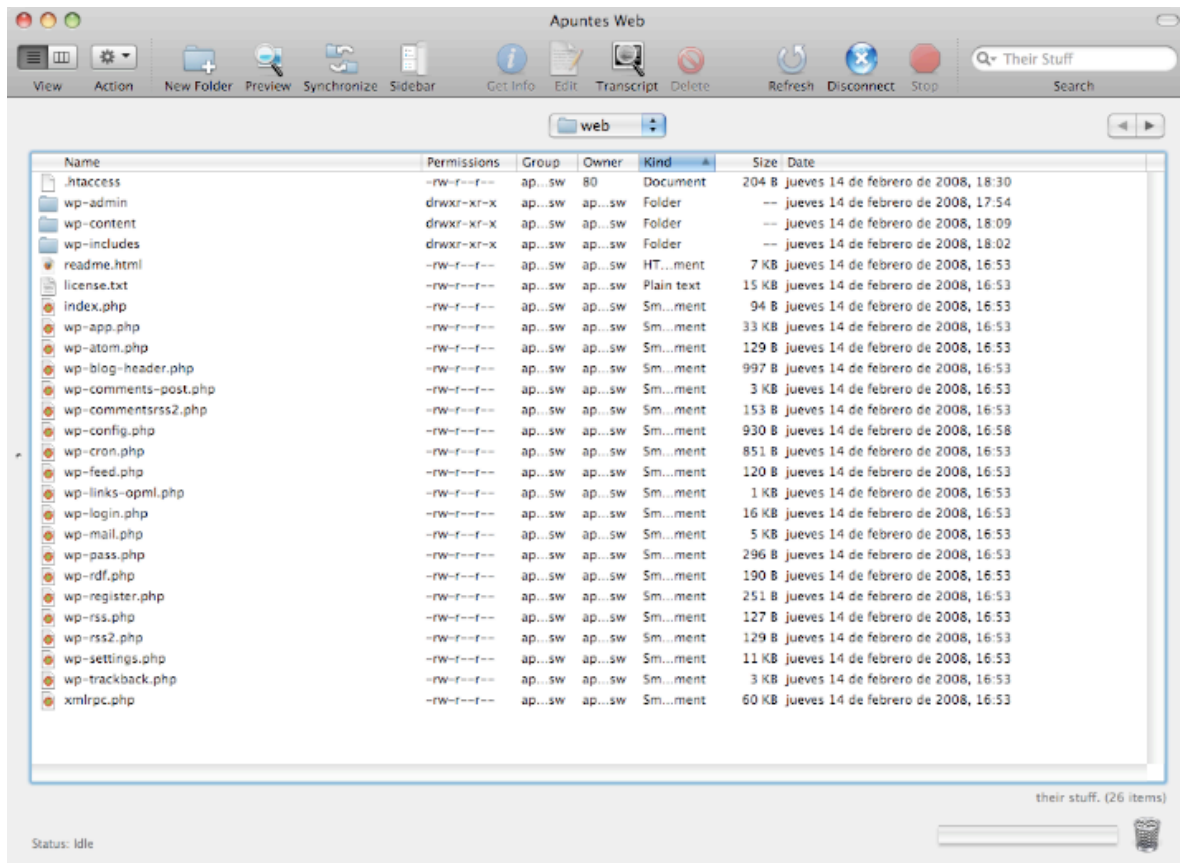 Apuntes Web
View Action New Folder Preview Synchronize Sidebar Get Info Edit Transcript Delete Refresh Disconnect Stop Their Stuff Search
web
Name Permissions Group Owner Kind Size Date
.htaccess -rw-r--r-- ap...sw 80 Document 204 B jueves 14 de febrero de 2008, 18:30
wp-admin drwxr-xr-x ap...sw ap...sw Folder -- jueves 14 de febrero de 2008, 17:54
wp-content drwxr-xr-x ap...sw ap...sw Folder -- jueves 14 de febrero de 2008, 18:09
wp-includes drwxr-xr-x ap...sw ap...sw Folder -- jueves 14 de febrero de 2008, 18:02
readme.html -rw-r--r-- ap...sw ap...sw HT...ment 7 KB jueves 14 de febrero de 2008, 16:53
license.txt -rw-r--r-- ap...sw ap...sw Plain text 15 KB jueves 14 de febrero de 2008, 16:53
index.php -rw-r--r-- ap...sw ap...sw Sm...ment 94 B jueves 14 de febrero de 2008, 16:53
wp-app.php -rw-r--r-- ap...sw ap...sw Sm...ment 33 KB jueves 14 de febrero de 2008, 16:53
wp-atom.php -rw-r--r-- ap...sw ap...sw Sm...ment 129 B jueves 14 de febrero de 2008, 16:53
wp-blog-header.php -rw-r--r-- ap...sw ap...sw Sm...ment 997 B jueves 14 de febrero de 2008, 16:53
wp-comments-post.php -rw-r--r-- ap...sw ap...sw Sm...ment 3 KB jueves 14 de febrero de 2008, 16:53
wp-commentsrss2.php -rw-r--r-- ap...sw ap...sw Sm...ment 153 B jueves 14 de febrero de 2008, 16:53
wp-config.php -rw-r--r-- ap...sw ap...sw Sm...ment 930 B jueves 14 de febrero de 2008, 16:58
wp-cron.php -rw-r--r-- ap...sw ap...sw Sm...ment 851 B jueves 14 de febrero de 2008, 16:53
wp-feed.php -rw-r--r-- ap...sw ap...sw Sm...ment 120 B jueves 14 de febrero de 2008, 16:53
wp-links-opml.php -rw-r--r-- ap...sw ap...sw Sm...ment 1 KB jueves 14 de febrero de 2008, 16:53
wp-login.php -rw-r--r-- ap...sw ap...sw Sm...ment 16 KB jueves 14 de febrero de 2008, 16:53
wp-mail.php -rw-r--r-- ap...sw ap...sw Sm...ment 5 KB jueves 14 de febrero de 2008, 16:53
wp-pass.php -rw-r--r-- ap...sw ap...sw Sm...ment 296 B jueves 14 de febrero de 2008, 16:53
wp-rdf.php -rw-r--r-- ap...sw ap...sw Sm...ment 190 B jueves 14 de febrero de 2008, 16:53
wp-register.php -rw-r--r-- ap...sw ap...sw Sm...ment 251 B jueves 14 de febrero de 2008, 16:53
wp-rss.php -rw-r--r-- ap...sw ap...sw Sm...ment 127 B jueves 14 de febrero de 2008, 16:53
wp-rss2.php -rw-r--r-- ap...sw ap...sw Sm...ment 129 B jueves 14 de febrero de 2008, 16:53
wp-settings.php -rw-r--r-- ap...sw ap...sw Sm...ment 11 KB jueves 14 de febrero de 2008, 16:53
wp-trackback.php -rw-r--r-- ap...sw ap...sw Sm...ment 3 KB jueves 14 de febrero de 2008, 16:53
xmlrpc.php -rw-r--r-- ap...sw ap...sw Sm...ment 60 KB jueves 14 de febrero de 2008, 16:53
their stuff. (26 items)
Status: Idle